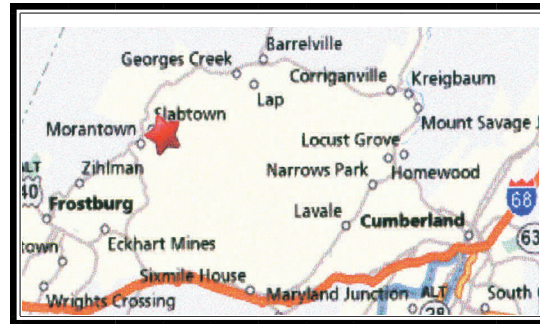 Barrelville
Georges Creek
Corriganville
Kreigbaum
Lap
Slabtown
Mount Savage J
Morantown
Locust Grove
Zihlman
Narrows Park
Homewood
ALT
40
68
Frostburg
Lavale
Cumberland
63
town
Eckhart Mines
Sixmile House
Wrights Crossing
Maryland Junction
ALT
28
South